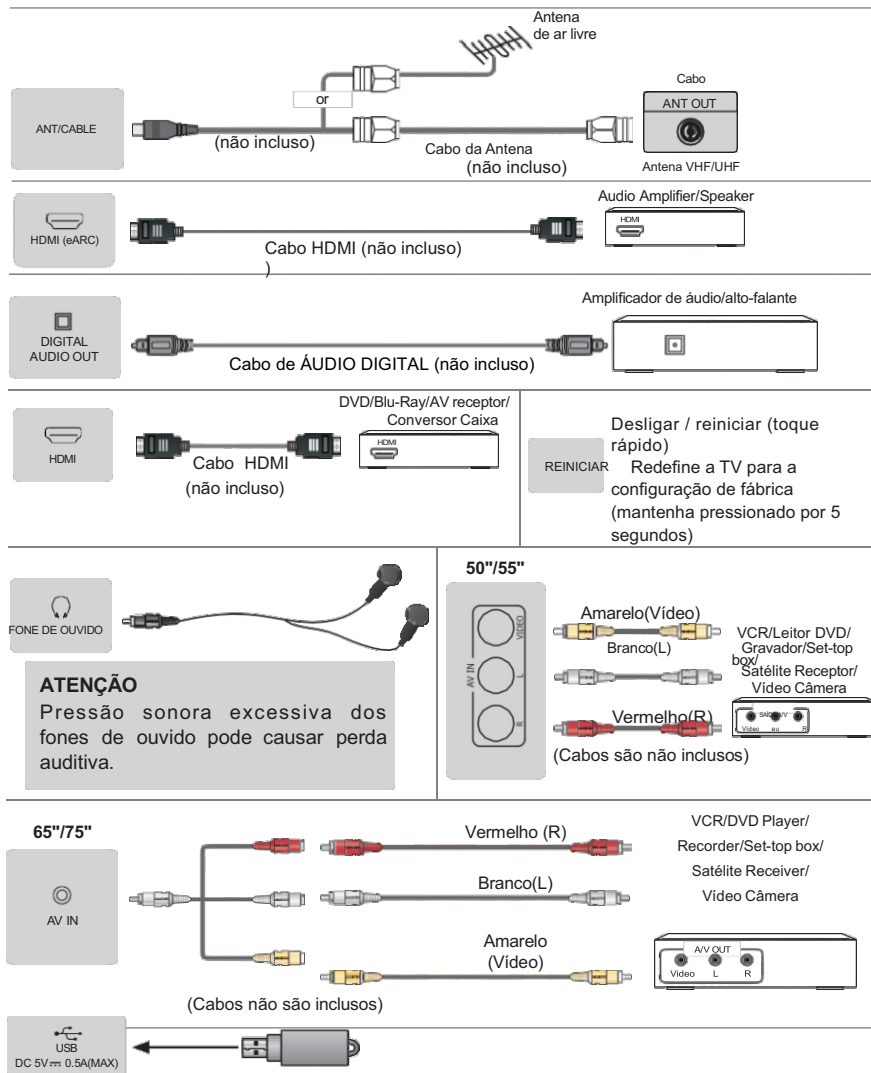 Antena
de ar livre
or
ANT/CABLE
(não incluso)
Cabo da Antena
(não incluso)
Cabo
ANT OUT
Antena VHF/UHF
HDMI (eARC)
Cabo HDMI (não incluso)
)
Audio Amplifier/Speaker
HDMI
DIGITAL
AUDIO OUT
Cabo de ÁUDIO DIGITAL (não incluso)
Amplificador de áudio/alto-falante
HDMI
Cabo HDMI
(não incluso)
DVD/Blu-Ray/AV receptor/
Conversor Caixa
HDMI
REINICIAR
Desligar / reiniciar (toque
rápido)
Redefine a TV para a
configuração de fábrica
(mantenha pressionado por 5
segundos)
FONE DE OUVIDO
ATENÇÃO
Pressão sonora excessiva dos
fones de ouvido pode causar perda
auditiva.
50"/55"
AV IN
VIDEO
L
R
Amarelo(Vídeo)
Branco(L)
Vermelho(R)
(Cabos são não inclusos)
VCR/Leitor DVD/
Gravador/Set-top
box/
Satélite Receptor/
Vídeo Câmera
Vídeo eu R
65"/75"
AV IN
Vermelho (R)
Branco(L)
Amarelo
(Vídeo)
(Cabos não são inclusos)
VCR/DVD Player/
Recorder/Set-top box/
Satélite Receiver/
Vídeo Câmera
A/V OUT
Video L R
USB
DC 5V⎓ 0.5A(MAX)